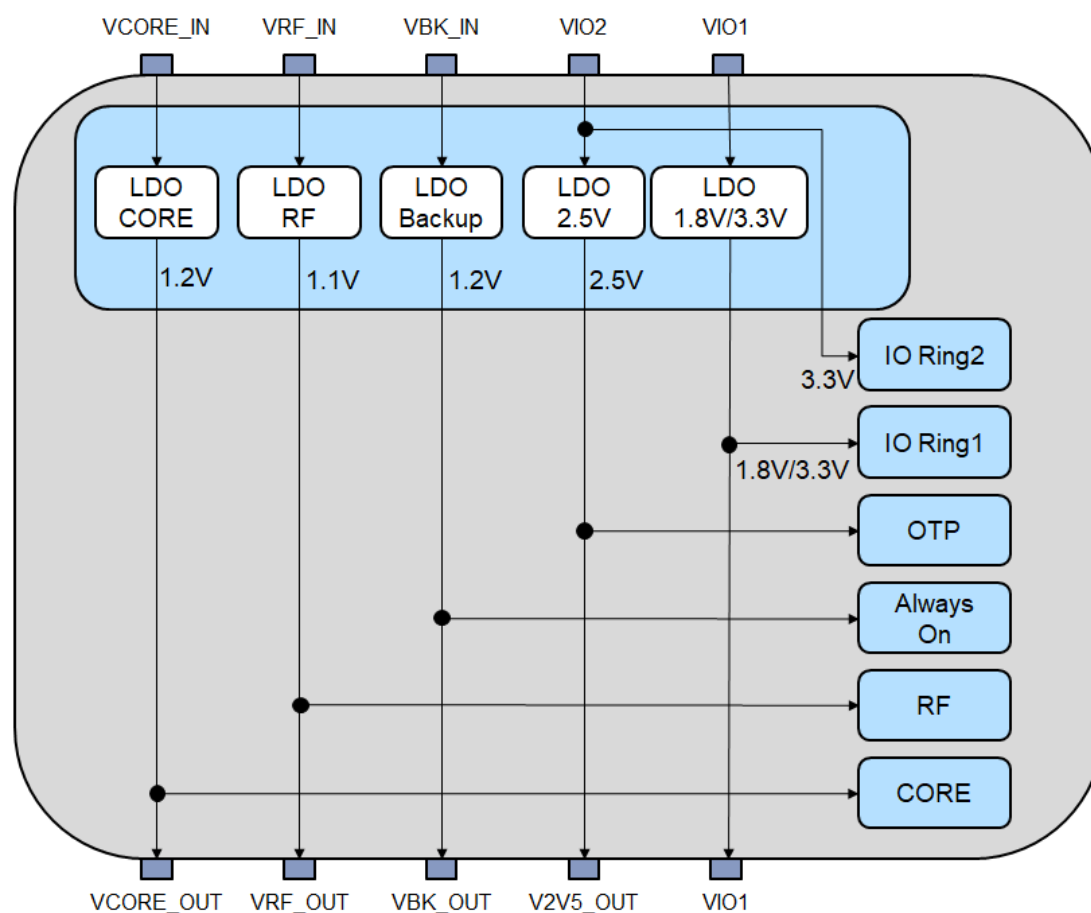 VCORE_IN
VRF_IN
VBK_IN
VIO2
VIO1
LDO
CORE
LDO
RF
LDO
Backup
LDO
2.5V
LDO
1.8V/3.3V
1.2V
1.1V
1.2V
2.5V
IO Ring2
3.3V
IO Ring1
1.8V/3.3V
OTP
Always
On
RF
CORE
VCORE_OUT
VRF_OUT
VBK_OUT
V2V5_OUT
VIO1